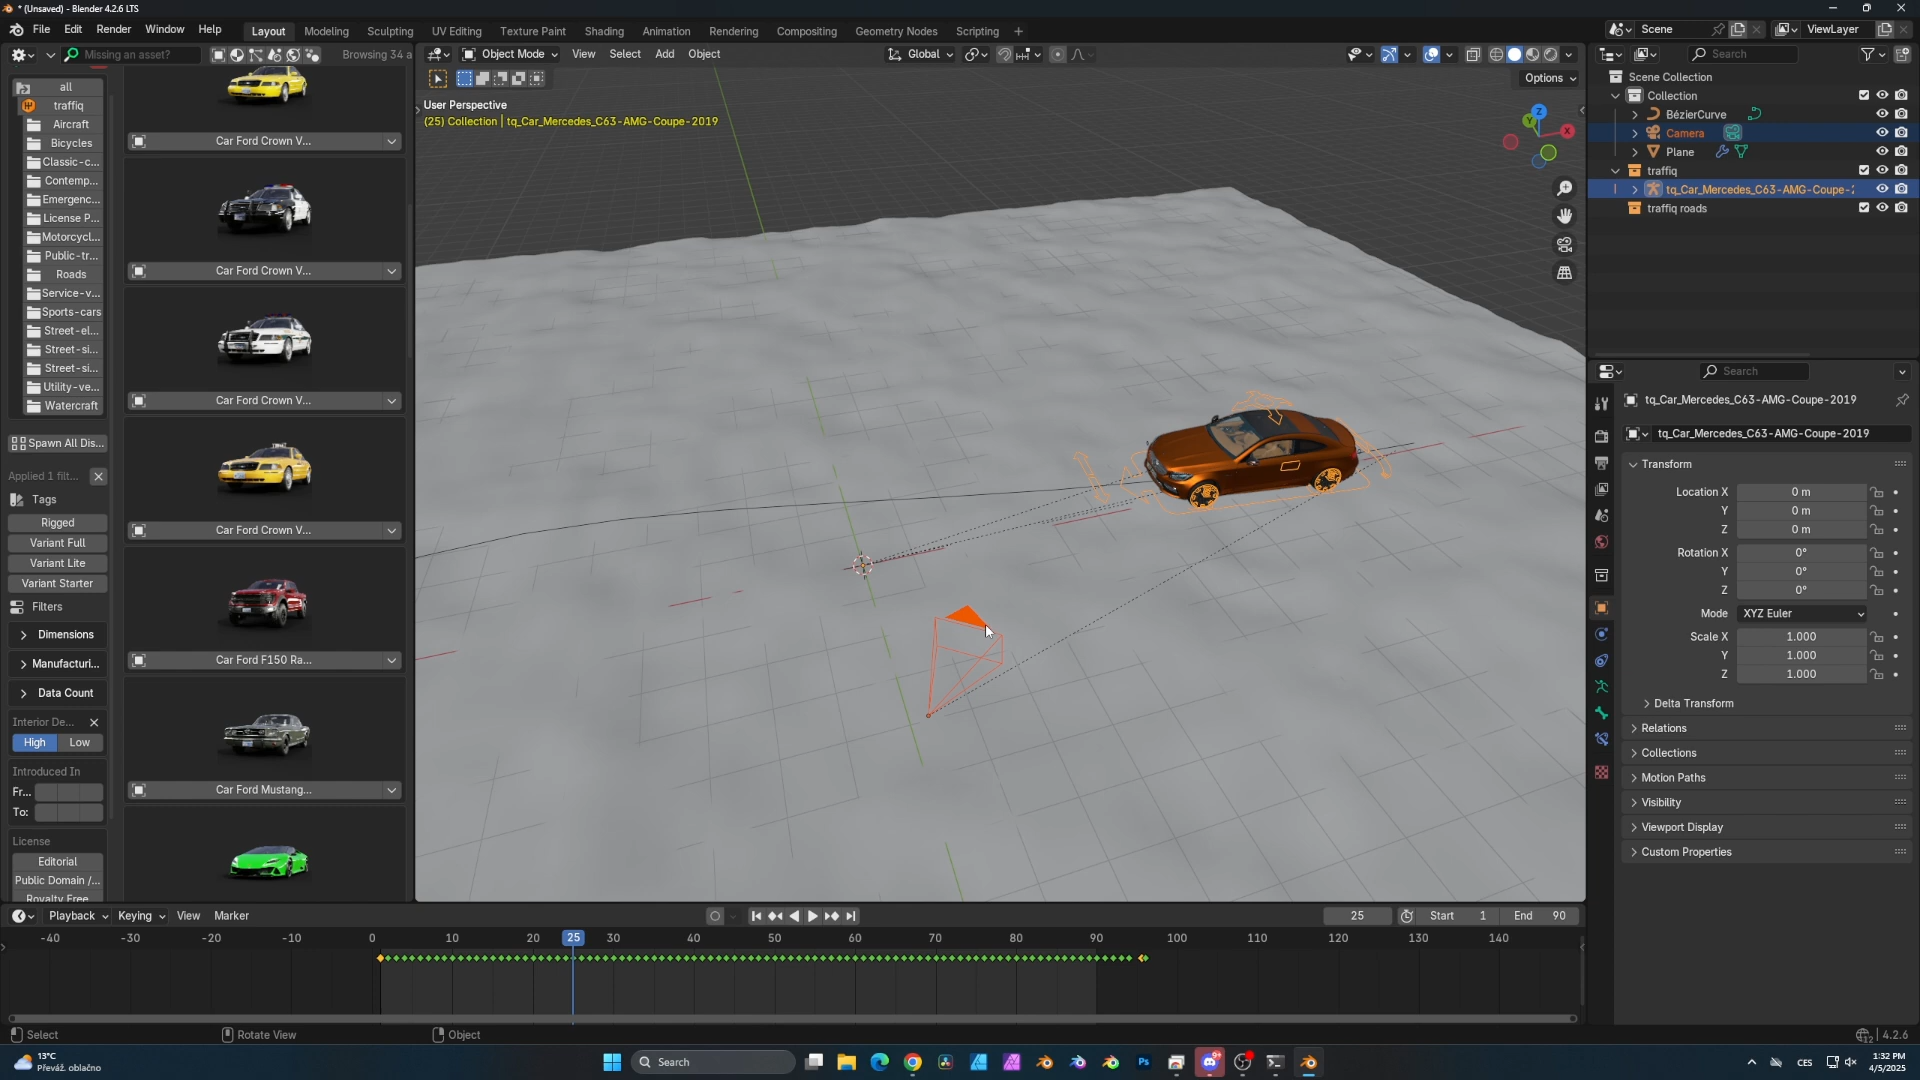 * (Unsaved) - Blender 4.2.6 LTS
File Edit Render Window Help Layout Modeling Sculpting UV Editing Texture Paint Shading Animation Rendering Compositing Geometry Nodes Scripting + Scene ViewLayer
Missing an asset? Browsing 34 a Object Mode View Select Add Object Global Search
Options
all
traffiq
Aircraft
Bicycles
Classic-c...
Contemp...
Emergenc...
License P...
Motorcycl...
Public-tr...
Roads
Service-v...
Sports-cars
Street-el...
Street-si...
Street-si...
Utility-ve...
Watercraft
Spawn All Dis...
Applied 1 filt...
Tags
Rigged
Variant Full
Variant Lite
Variant Starter
Filters
Dimensions
Manufacturi...
Data Count
Interior De...
High Low
Introduced In
Fr...
To:
License
Editorial
Public Domain /...
Royalty Free
Car Ford Crown V...
Car Ford Crown V...
Car Ford Crown V...
Car Ford Crown V...
Car Ford F150 Ra...
Car Ford Mustang...
User Perspective
(25) Collection | tq_Car_Mercedes_C63-AMG-Coupe-2019
Z
Y
X
Scene Collection
Collection
BézierCurve
Camera
Plane
traffiq
tq_Car_Mercedes_C63-AMG-Coupe-2
traffiq roads
Search
tq_Car_Mercedes_C63-AMG-Coupe-2019
tq_Car_Mercedes_C63-AMG-Coupe-2019
Transform
Location X 0 m
Y 0 m
Z 0 m
Rotation X 0°
Y 0°
Z 0°
Mode XYZ Euler
Scale X 1.000
Y 1.000
Z 1.000
Delta Transform
Relations
Collections
Motion Paths
Visibility
Viewport Display
Custom Properties
Playback Keying View Marker 25 Start 1 End 90
-40 -30 -20 -10 0 10 20 25 30 40 50 60 70 80 90 100 110 120 130 140
Select Rotate View Object 4.2.6
13°C
Převáž. oblačno
Search
Ps
CES
1:32 PM
4/5/2025